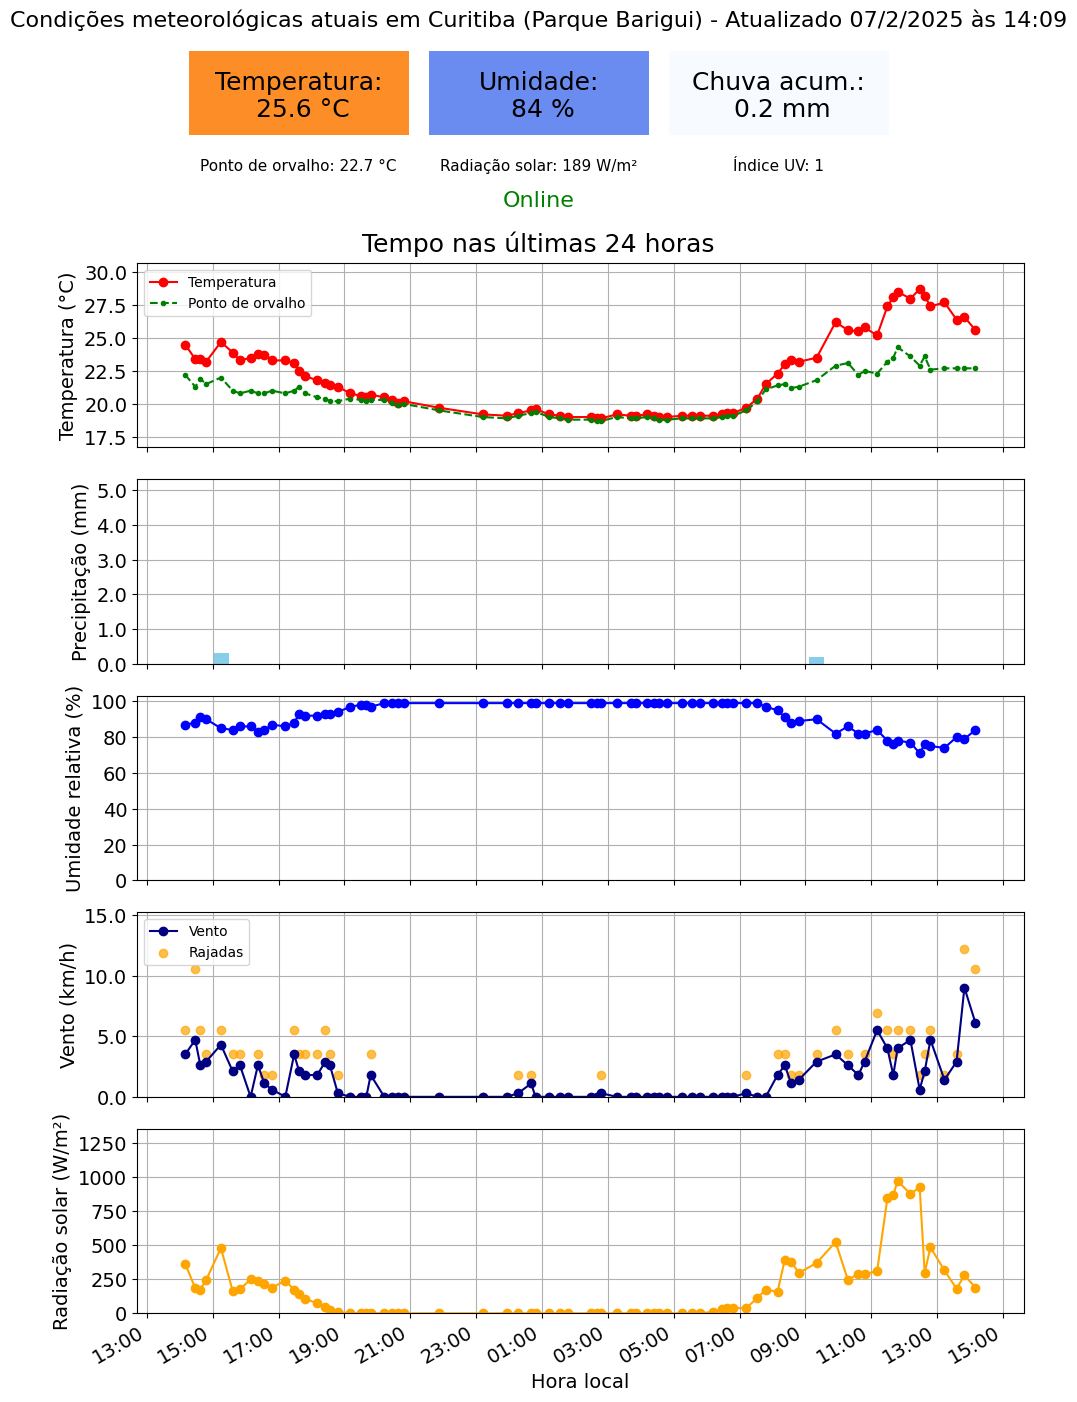 Condições meteorológicas atuais em Curitiba (Parque Barigui) - Atualizado 07/2/2025 às 14:09
Temperatura:
25.6 °C
Umidade:
84 %
Chuva acum.:
0.2 mm
Ponto de orvalho: 22.7 °C
Radiação solar: 189 W/m²
Índice UV: 1
Online
Tempo nas últimas 24 horas
Temperatura (°C)
30.0
27.5
25.0
22.5
20.0
17.5
Temperatura
Ponto de orvalho
Precipitação (mm)
5.0
4.0
3.0
2.0
1.0
0.0
Umidade relativa (%)
100
80
60
40
20
0
Vento (km/h)
15.0
10.0
5.0
0.0
Vento
Rajadas
Radiação solar (W/m²)
1250
1000
750
500
250
0
13:00
15:00
17:00
19:00
21:00
23:00
01:00
03:00
05:00
07:00
09:00
11:00
13:00
15:00
Hora local